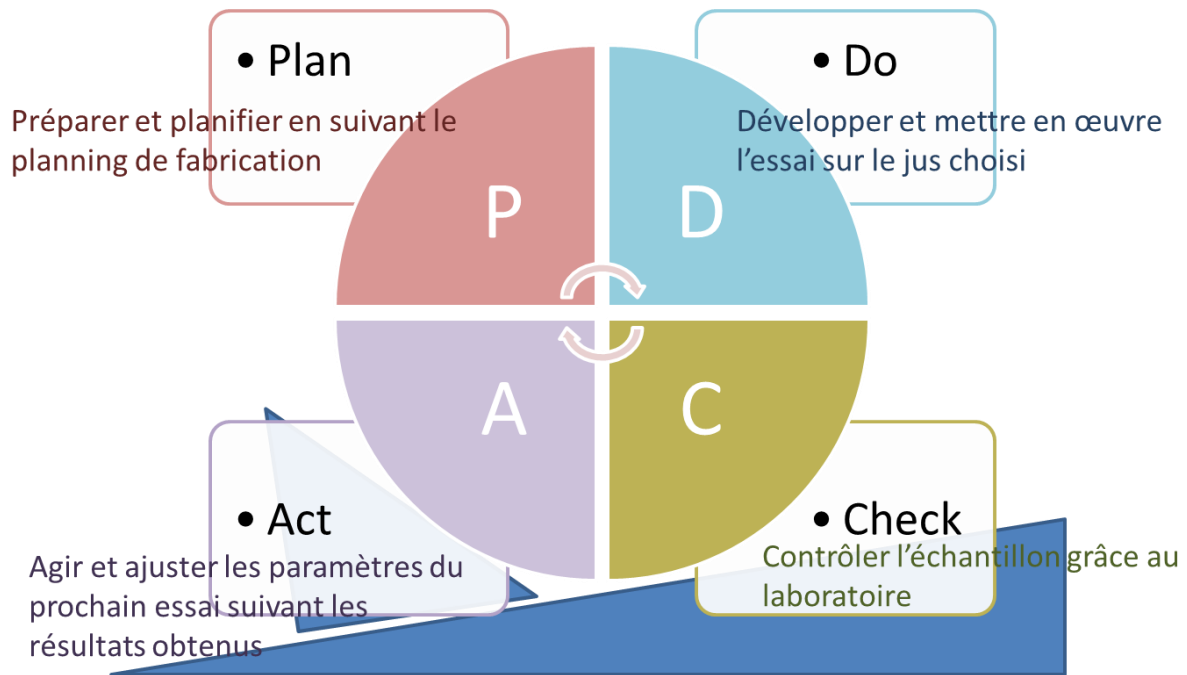 • Plan
Préparer et planifier en suivant le
planning de fabrication
• Do
Développer et mettre en œuvre
l’essai sur le jus choisi
P
D
A
C
• Act
Agir et ajuster les paramètres du
prochain essai suivant les
résultats obtenus
• Check
Contrôler l’échantillon grâce au
laboratoire